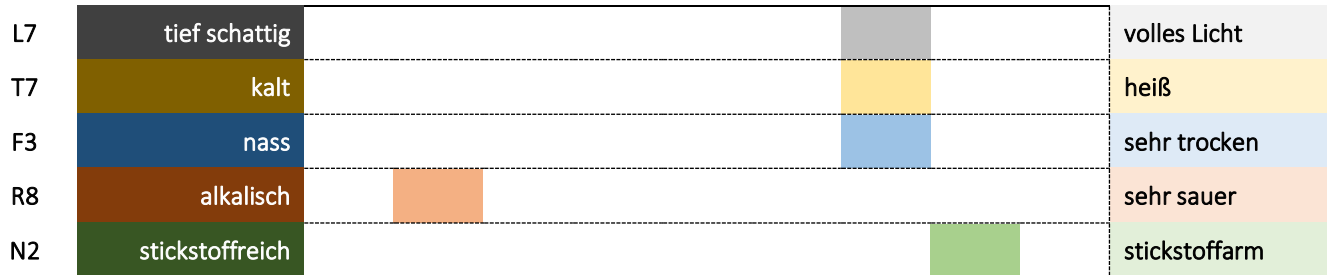 L7 tief schattig volles Licht
T7 kalt heiß
F3 nass sehr trocken
R8 alkalisch sehr sauer
N2 stickstoffreich stickstoffarm